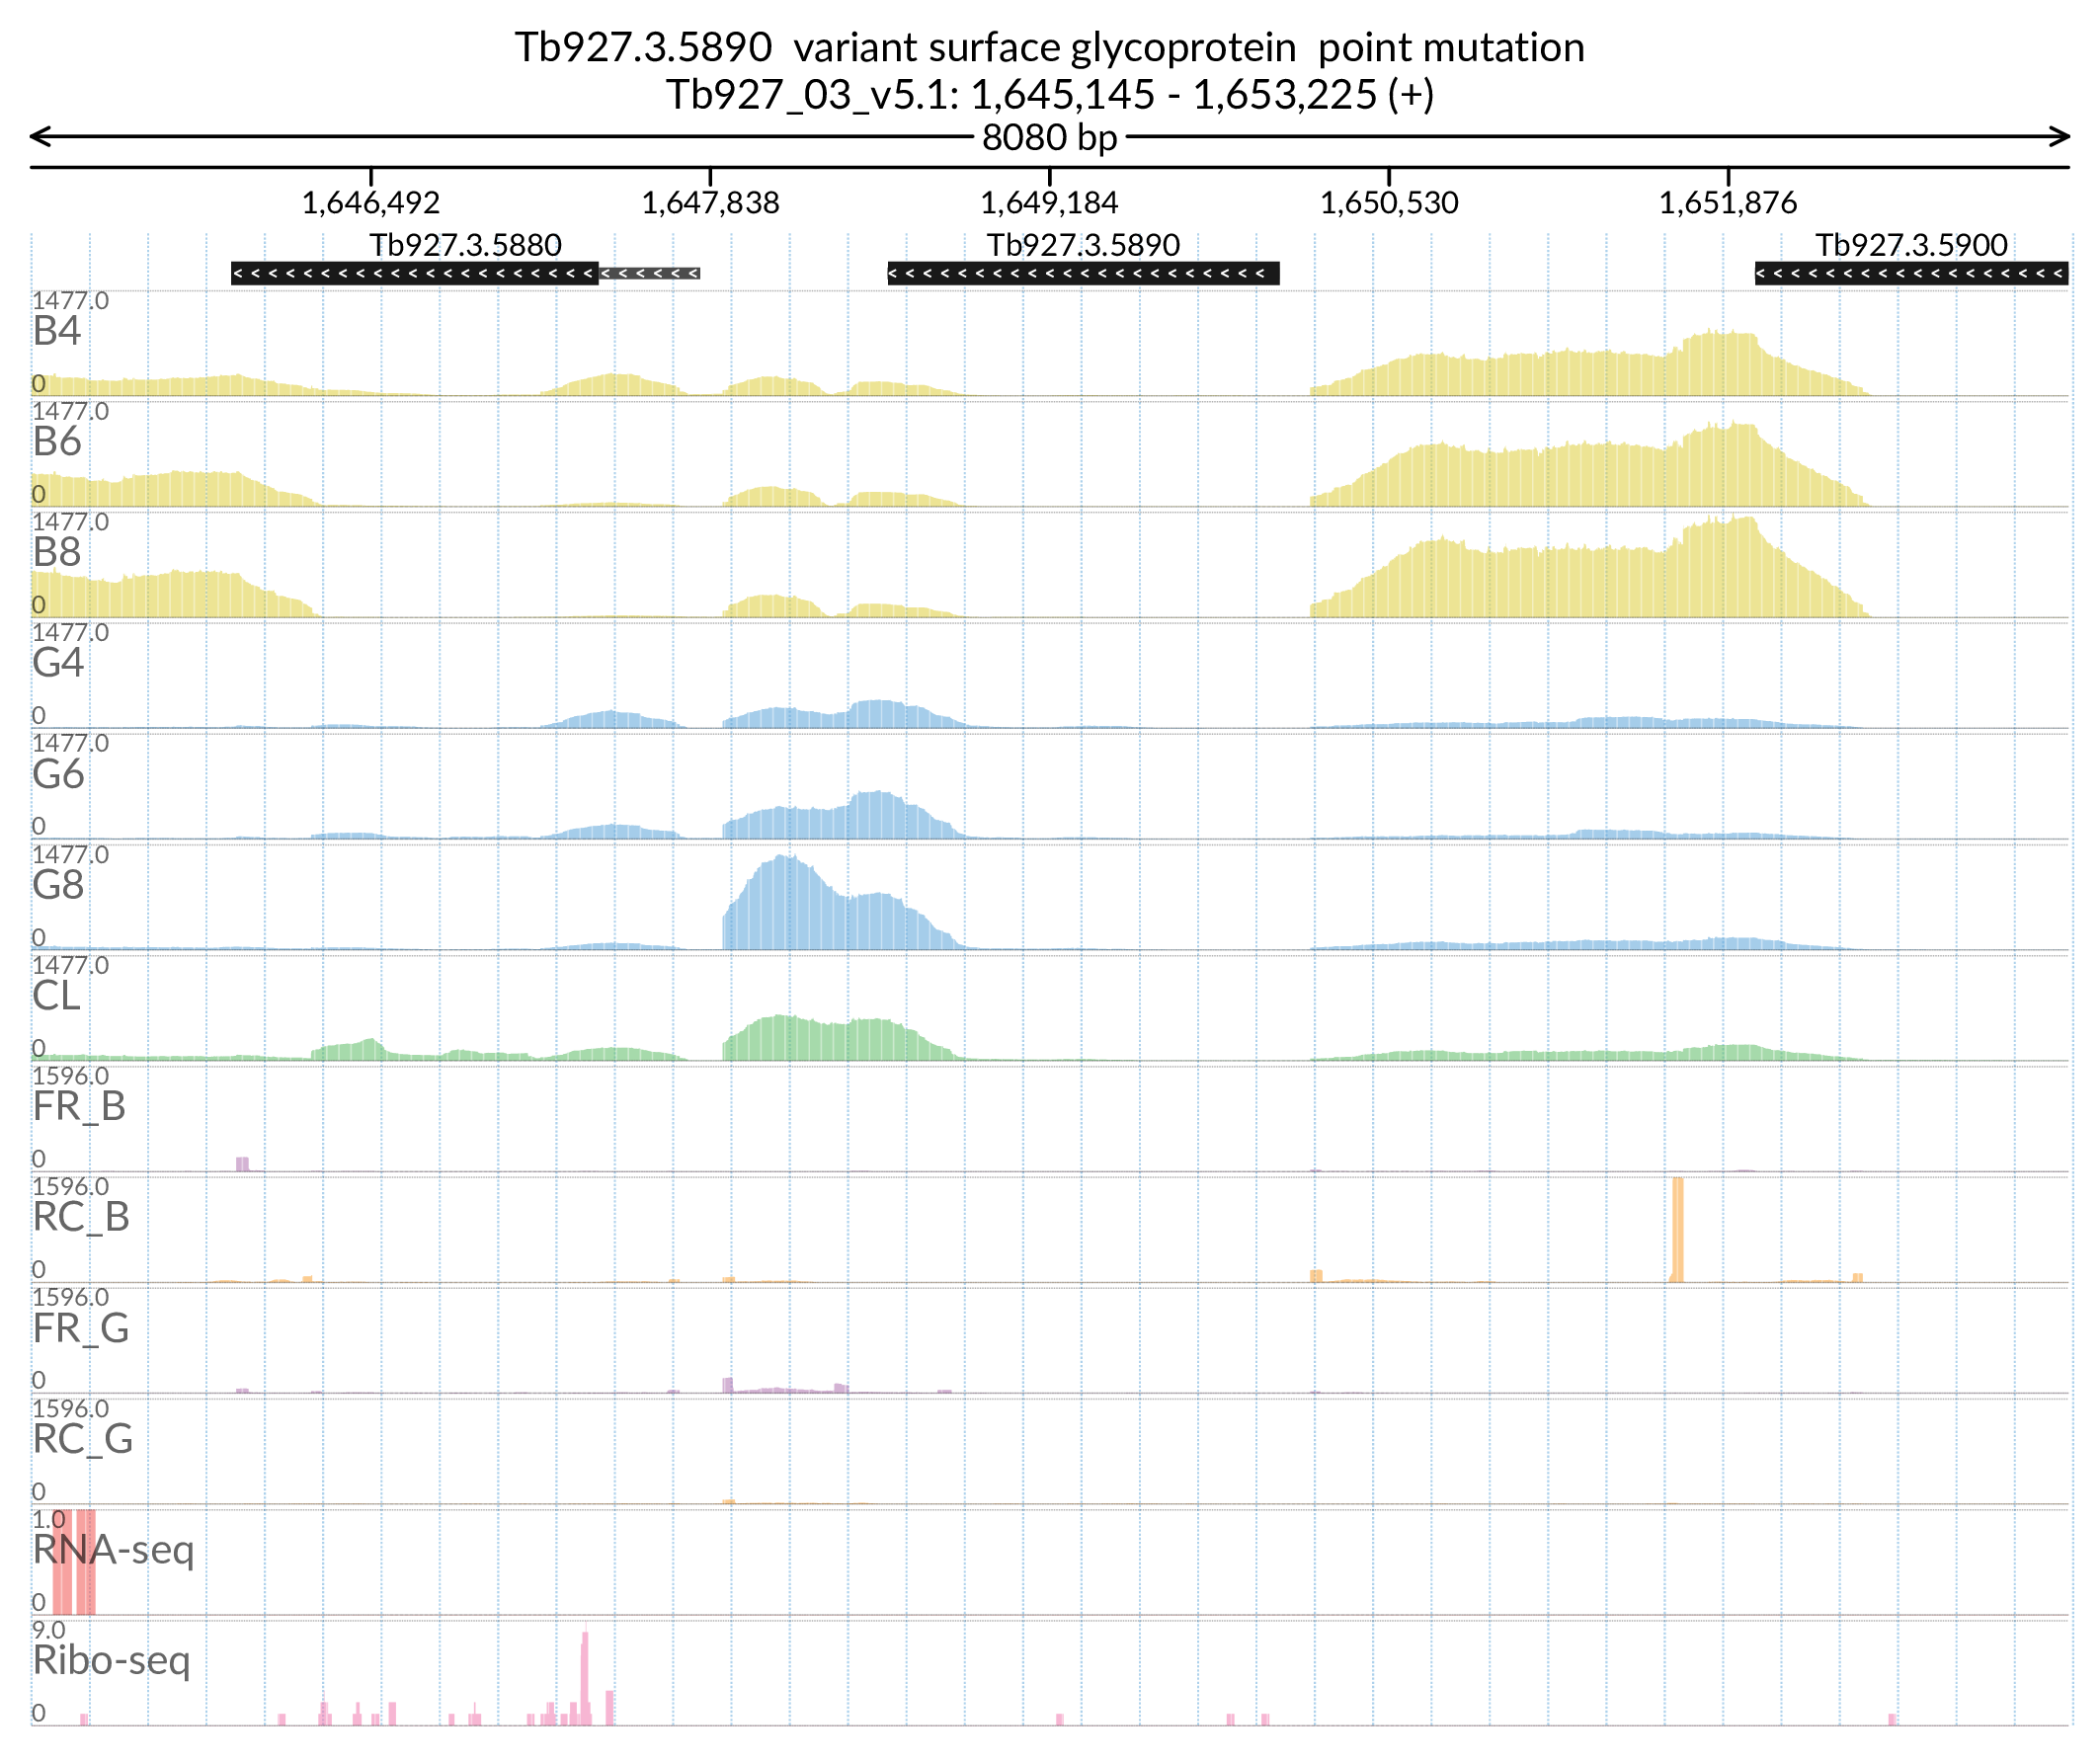 Tb927.3.5890  variant surface glycoprotein  point mutation
Tb927_03_v5.1: 1,645,145 - 1,653,225 (+)
8080 bp
1,646,492 1,647,838 1,649,184 1,650,530 1,651,876
Tb927.3.5880 Tb927.3.5890 Tb927.3.5900
1477.0
B4
0
1477.0
B6
0
1477.0
B8
0
1477.0
G4
0
1477.0
G6
0
1477.0
G8
0
1477.0
CL
0
1596.0
FR_B
0
1596.0
RC_B
0
1596.0
FR_G
0
1596.0
RC_G
0
1.0
RNA-seq
0
9.0
Ribo-seq
0